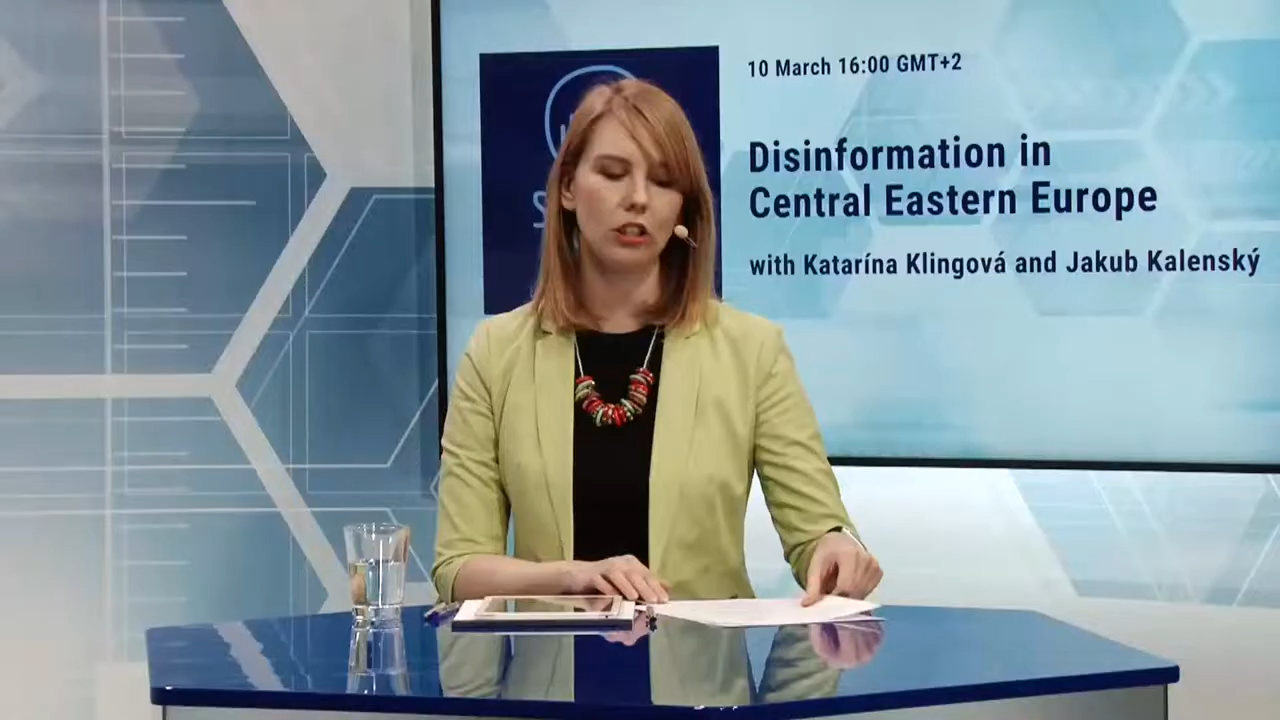 10 March 16:00 GMT+2
Disinformation in
Central Eastern Europe
with Katarína Klingová and Jakub Kalenský